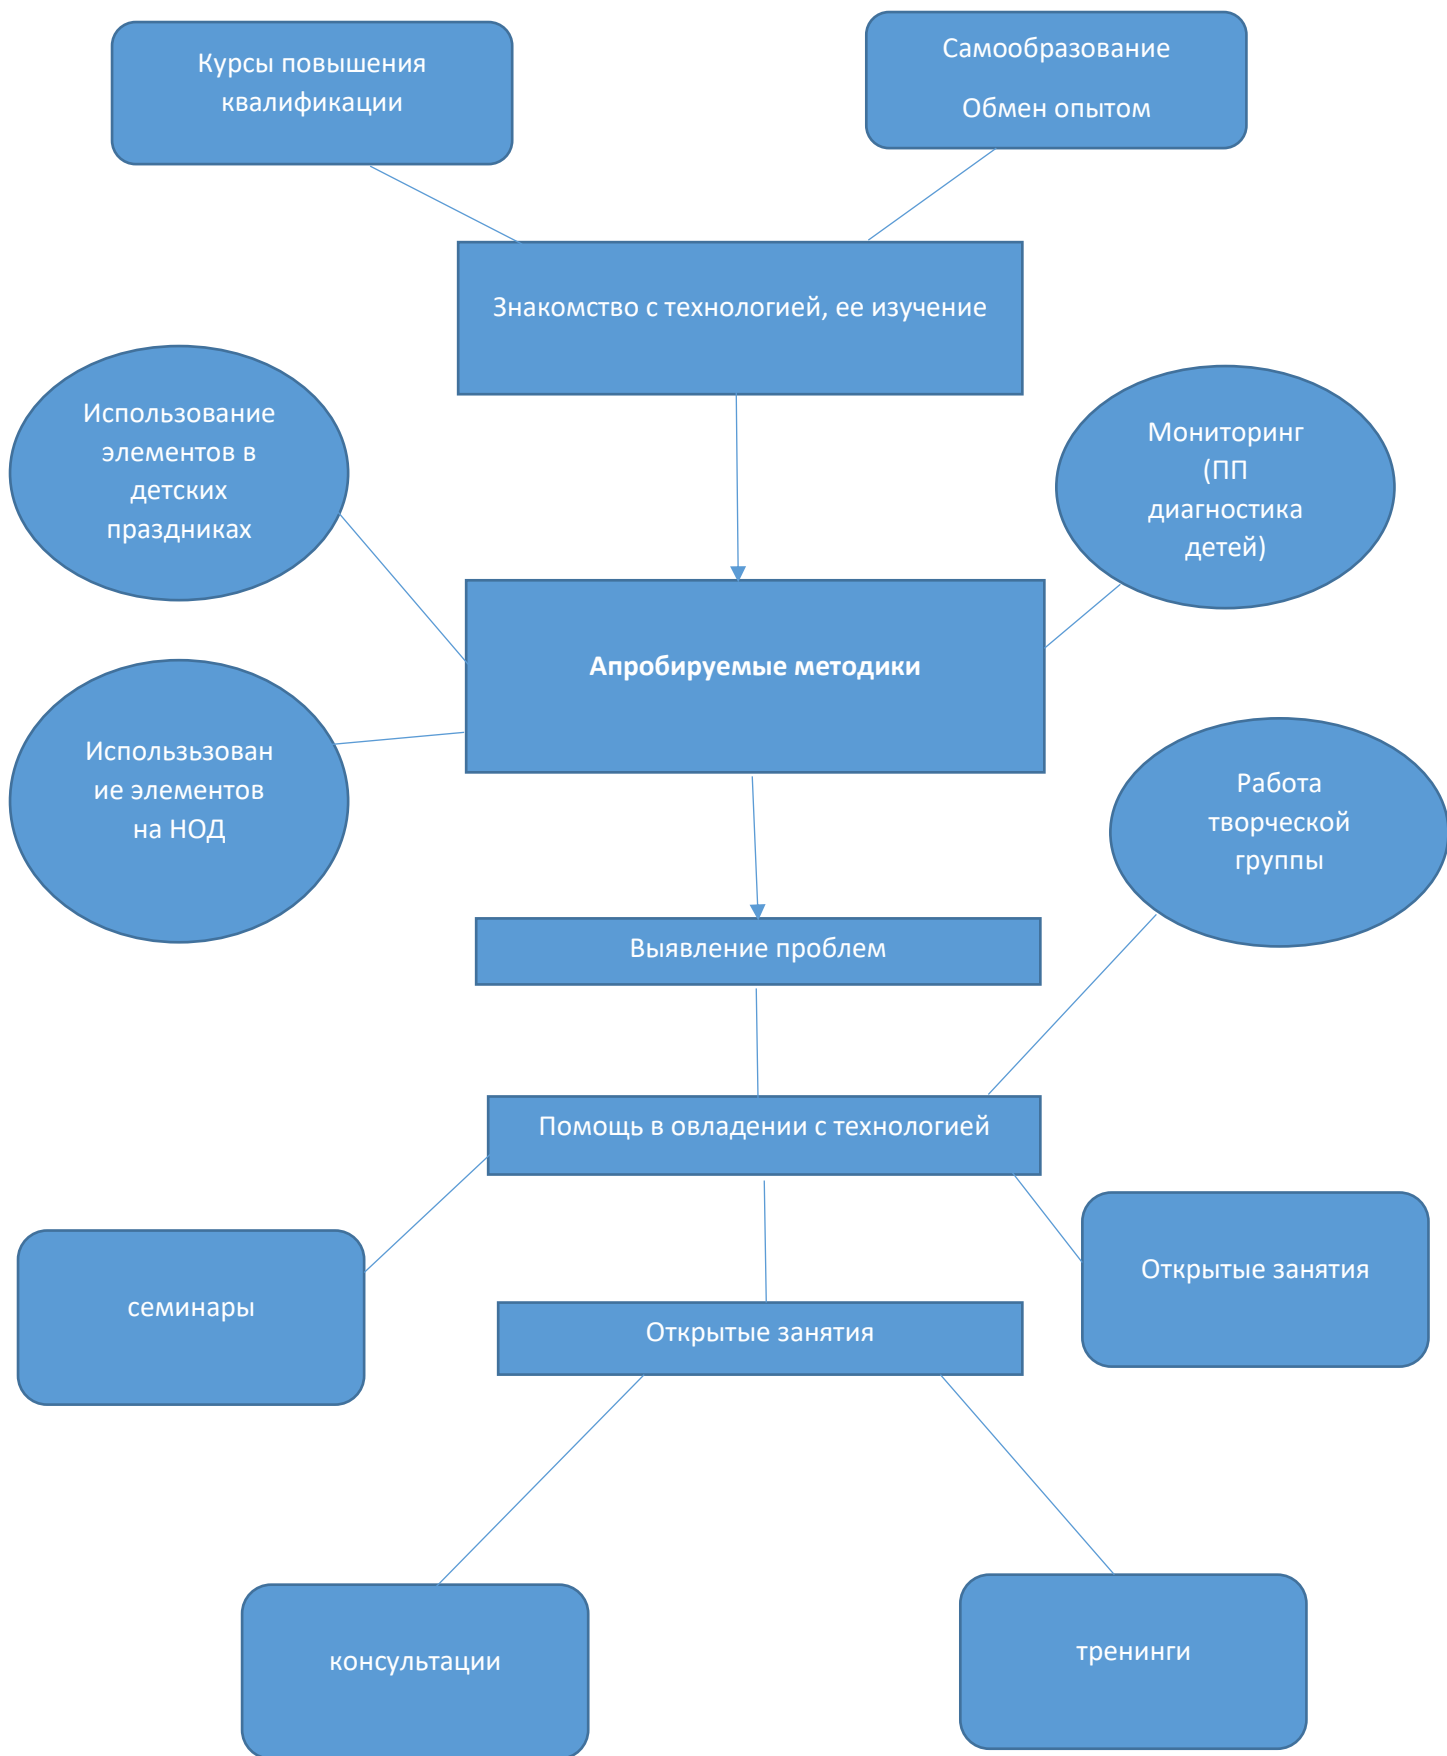 Курсы повышения
квалификации
Самообразование
Обмен опытом
Знакомство с технологией, ее изучение
Использование
элементов в
детских
праздниках
Мониторинг
(ПП
диагностика
детей)
Апробируемые методики
Использьзован
ие элементов
на НОД
Работа
творческой
группы
Выявление проблем
Помощь в овладении с технологией
семинары
Открытые занятия
Открытые занятия
консультации
тренинги